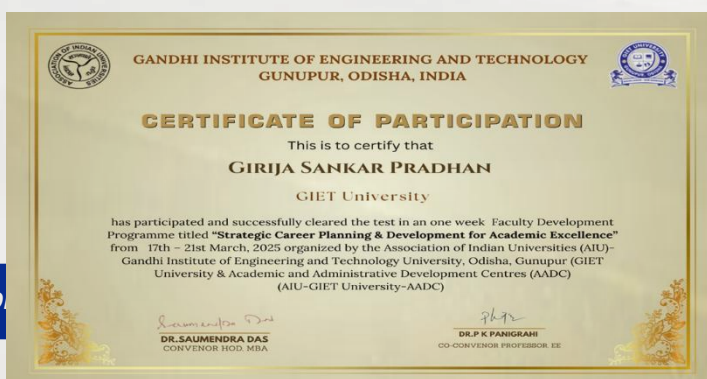 GANDHI INSTITUTE OF ENGINEERING AND TECHNOLOGY
GUNUPUR, ODISHA, INDIA
CERTIFICATE OF PARTICIPATION
This is to certify that
GIRIJA SANKAR PRADHAN
GIET University
has participated and successfully cleared the test in an one week Faculty Development
Programme titled “Strategic Career Planning & Development for Academic Excellence”
from 17th – 21st March, 2025 organized by the Association of Indian Universities (AIU)-
Gandhi Institute of Engineering and Technology University, Odisha, Gunupur (GIET
University & Academic and Administrative Development Centres (AADC)
(AIU-GIET University-AADC)
DR.SAUMENDRA DAS
CONVENOR HOD. MBA
DR.P K PANIGRAHI
CO-CONVENOR PROFESSOR. EE